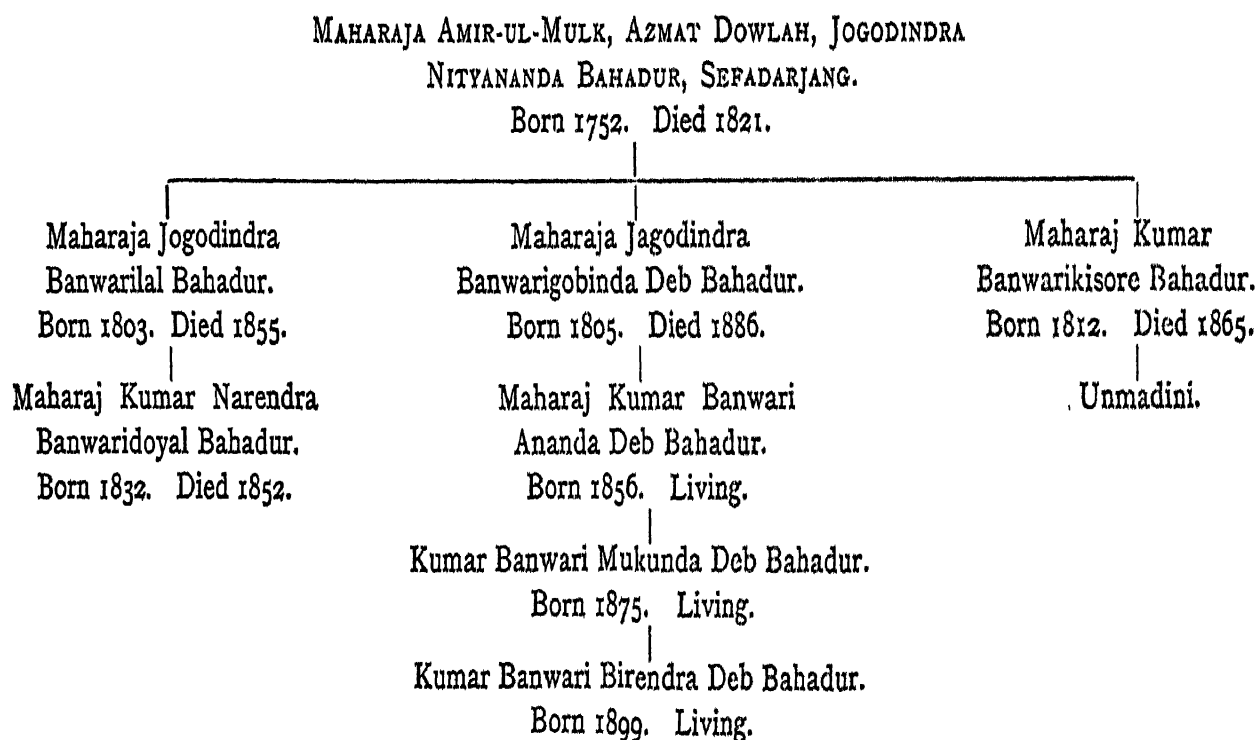 MAHARAJA AMIR-UL-MULK, AZMAT DOWLAH, JOGODINDRA
NITYANANDA BAHADUR, SEFADARJANG.
Born 1752. Died 1821.
Maharaja Jogodindra
Banwarilal Bahadur.
Born 1803. Died 1855.
Maharaja Jagodindra
Banwarigobinda Deb Bahadur.
Born 1805. Died 1886.
Maharaj Kumar
Banwarikisore Bahadur.
Born 1812. Died 1865.
Maharaj Kumar Narendra
Banwaridoyal Bahadur.
Born 1832. Died 1852.
Maharaj Kumar Banwari
Ananda Deb Bahadur.
Born 1856. Living.
Unmadini.
Kumar Banwari Mukunda Deb Bahadur.
Born 1875. Living.
Kumar Banwari Birendra Deb Bahadur.
Born 1899. Living.